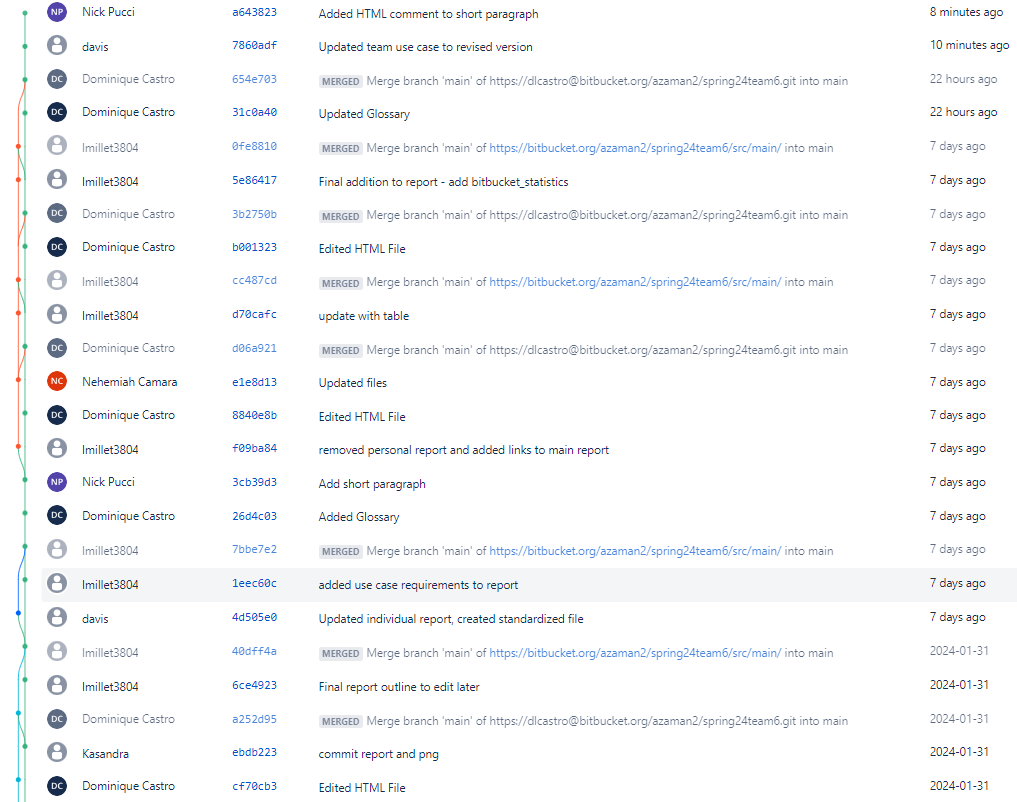 NP Nick Pucci a643823 Added HTML comment to short paragraph 8 minutes ago
davis 7860adf Updated team use case to revised version 10 minutes ago
DC Dominique Castro 654e703 MERGED Merge branch 'main' of https://dlcastro@bitbucket.org/azaman2/spring24team6.git into main 22 hours ago
DC Dominique Castro 31c0a40 Updated Glossary 22 hours ago
lmillet3804 0fe8810 MERGED Merge branch 'main' of https://bitbucket.org/azaman2/spring24team6/src/main/ into main 7 days ago
lmillet3804 5e86417 Final addition to report - add bitbucket_statistics 7 days ago
DC Dominique Castro 3b2750b MERGED Merge branch 'main' of https://dlcastro@bitbucket.org/azaman2/spring24team6.git into main 7 days ago
DC Dominique Castro b001323 Edited HTML File 7 days ago
lmillet3804 cc487cd MERGED Merge branch 'main' of https://bitbucket.org/azaman2/spring24team6/src/main/ into main 7 days ago
lmillet3804 d70cafc update with table 7 days ago
DC Dominique Castro d06a921 MERGED Merge branch 'main' of https://dlcastro@bitbucket.org/azaman2/spring24team6.git into main 7 days ago
NC Nehemiah Camara e1e8d13 Updated files 7 days ago
DC Dominique Castro 8840e8b Edited HTML File 7 days ago
lmillet3804 f09ba84 removed personal report and added links to main report 7 days ago
NP Nick Pucci 3cb39d3 Add short paragraph 7 days ago
DC Dominique Castro 26d4c03 Added Glossary 7 days ago
lmillet3804 7bbe7e2 MERGED Merge branch 'main' of https://bitbucket.org/azaman2/spring24team6/src/main/ into main 7 days ago
lmillet3804 1eec60c added use case requirements to report 7 days ago
davis 4d505e0 Updated individual report, created standardized file 7 days ago
lmillet3804 40dff4a MERGED Merge branch 'main' of https://bitbucket.org/azaman2/spring24team6/src/main/ into main 2024-01-31
lmillet3804 6ce4923 Final report outline to edit later 2024-01-31
DC Dominique Castro a252d95 MERGED Merge branch 'main' of https://dlcastro@bitbucket.org/azaman2/spring24team6.git into main 2024-01-31
Kasandra ebdb223 commit report and png 2024-01-31
DC Dominique Castro cf70cb3 Edited HTML File 2024-01-31